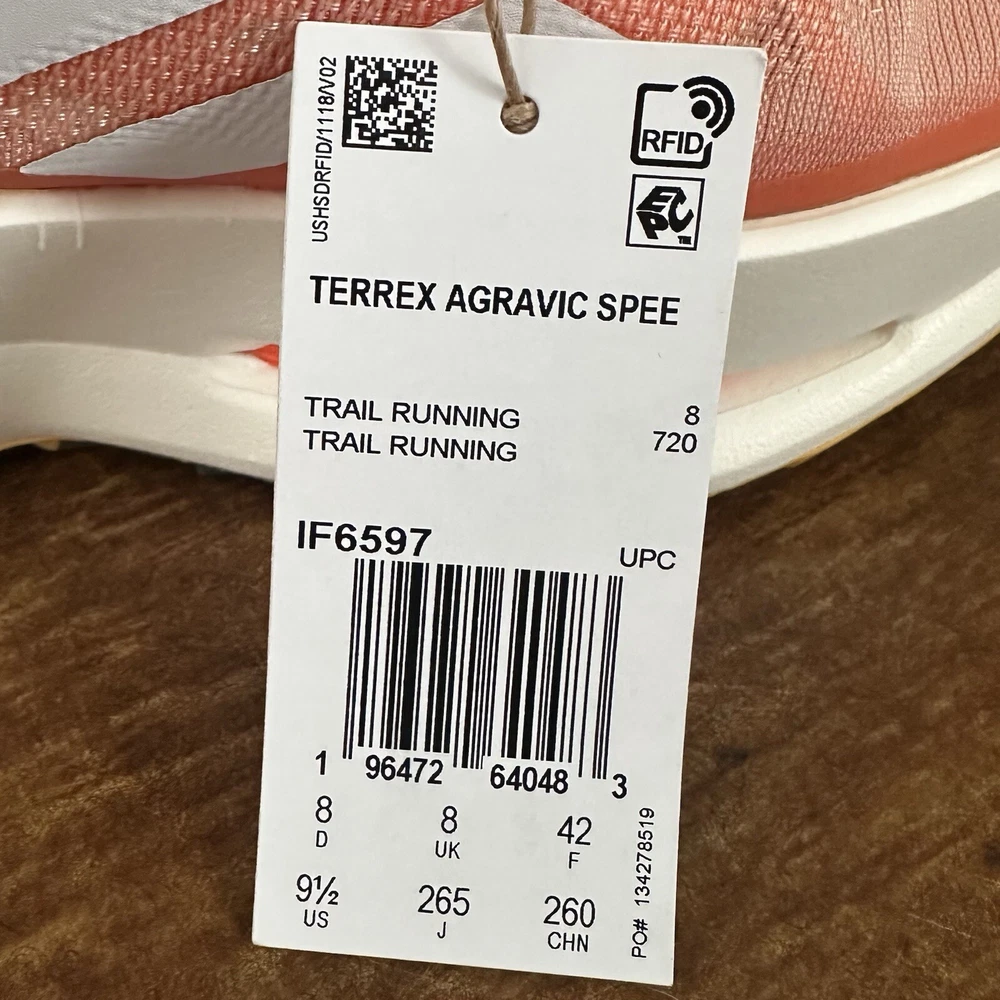 USHSDRFID/1118/V02
RFID
EPC™
TERREX AGRAVIC SPEE
TRAIL RUNNING 8
TRAIL RUNNING 720
IF6597
UPC
1 96472 64048 3
8 8 42
D UK F
9½ 265 260
US J CHN
PO# 134278519